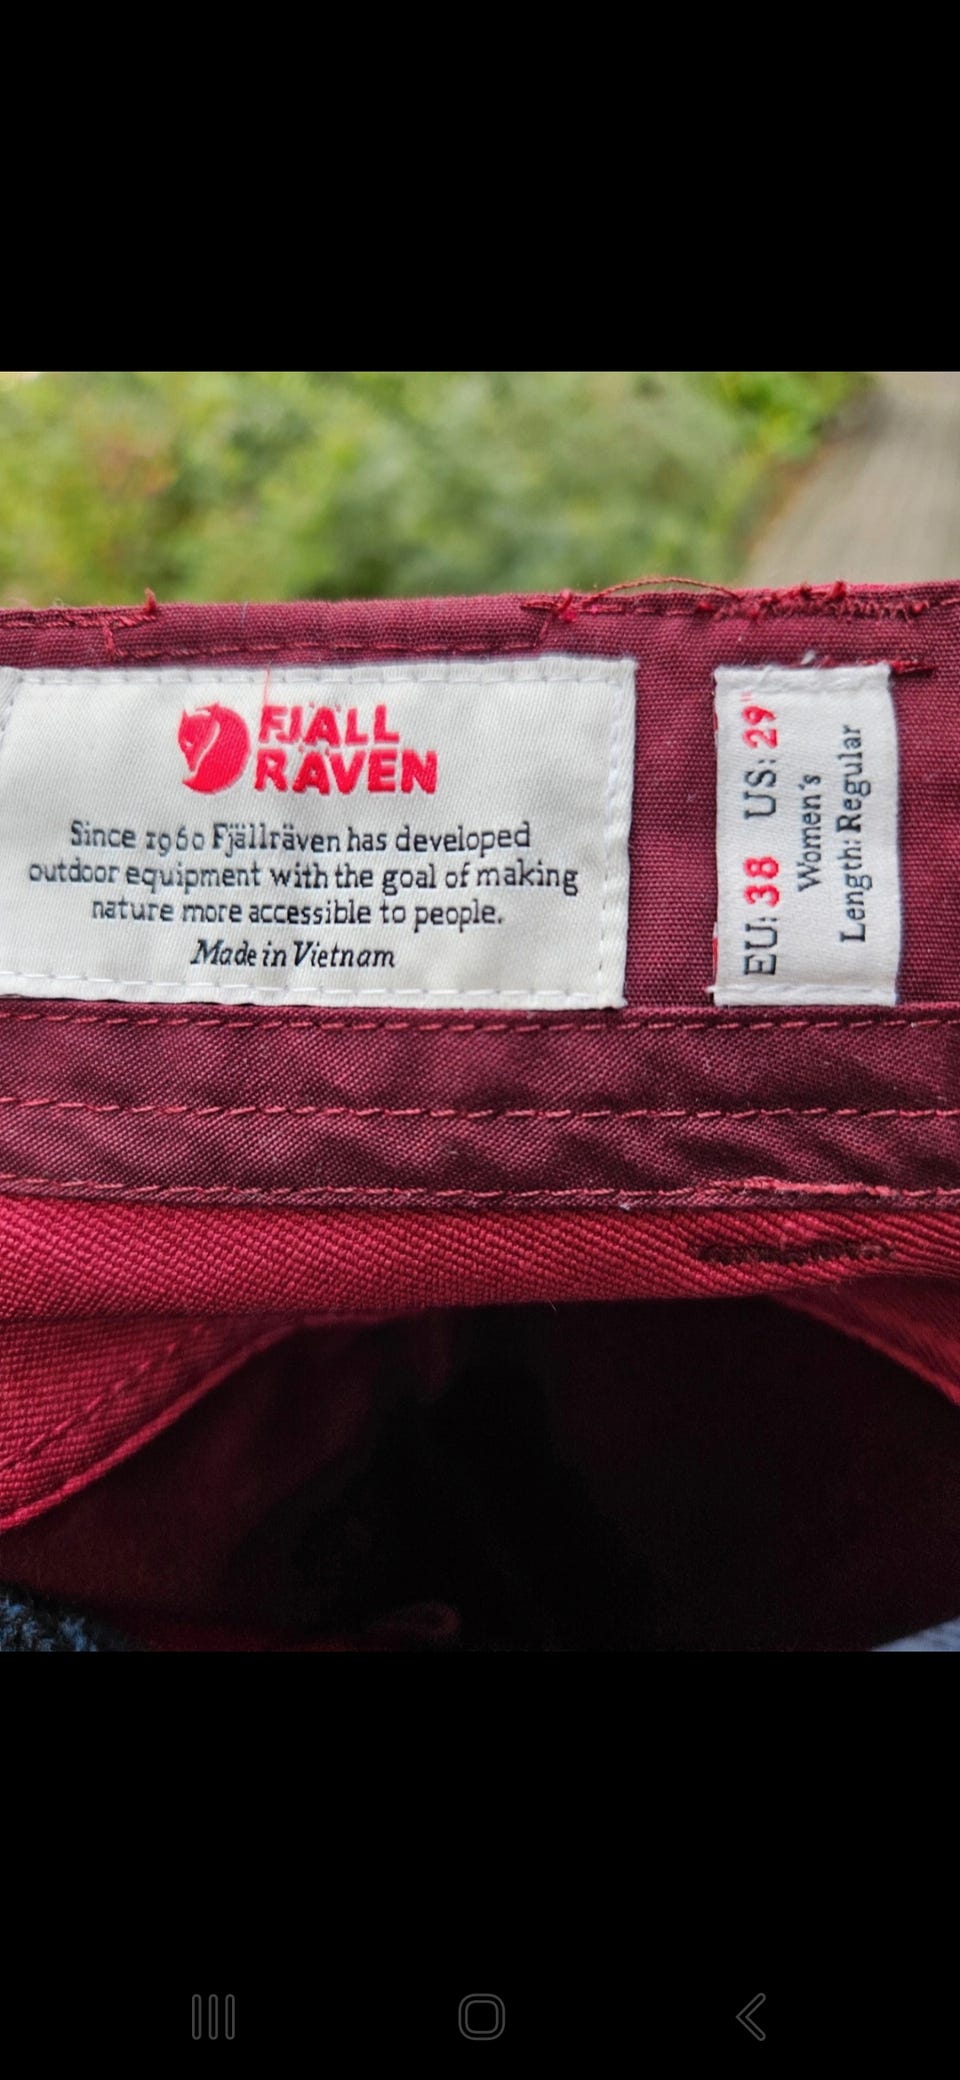 FJÄLL
RÄVEN
Since 1960 Fjällräven has developed
outdoor equipment with the goal of making
nature more accessible to people.
Made in Vietnam
EU: 38 US: 29"
Women's
Length: Regular